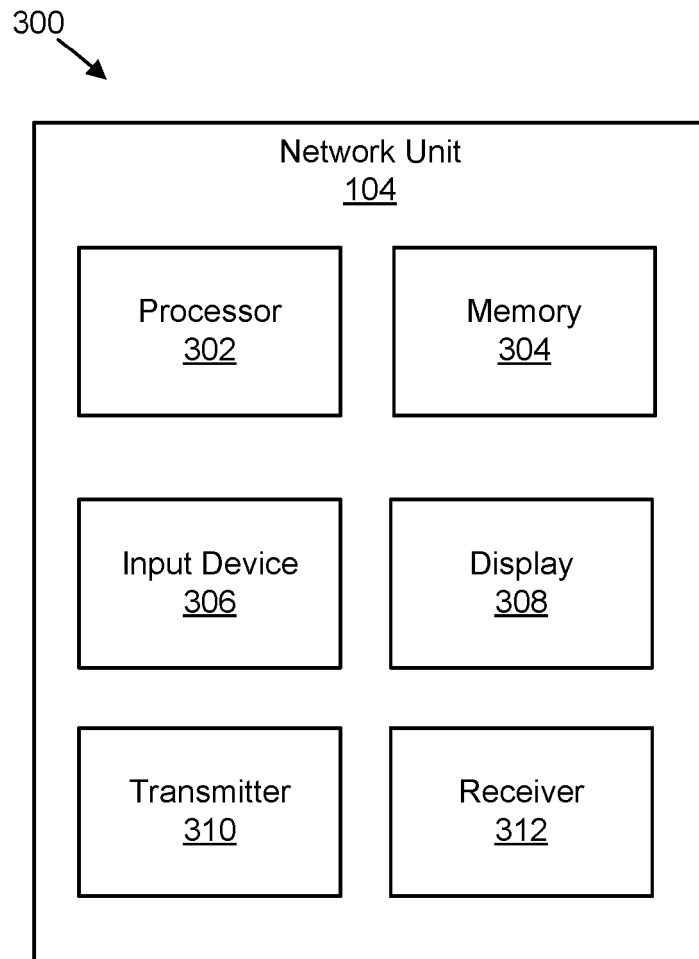 300
Network Unit
104
Processor
302
Memory
304
Input Device
306
Display
308
Transmitter
310
Receiver
312